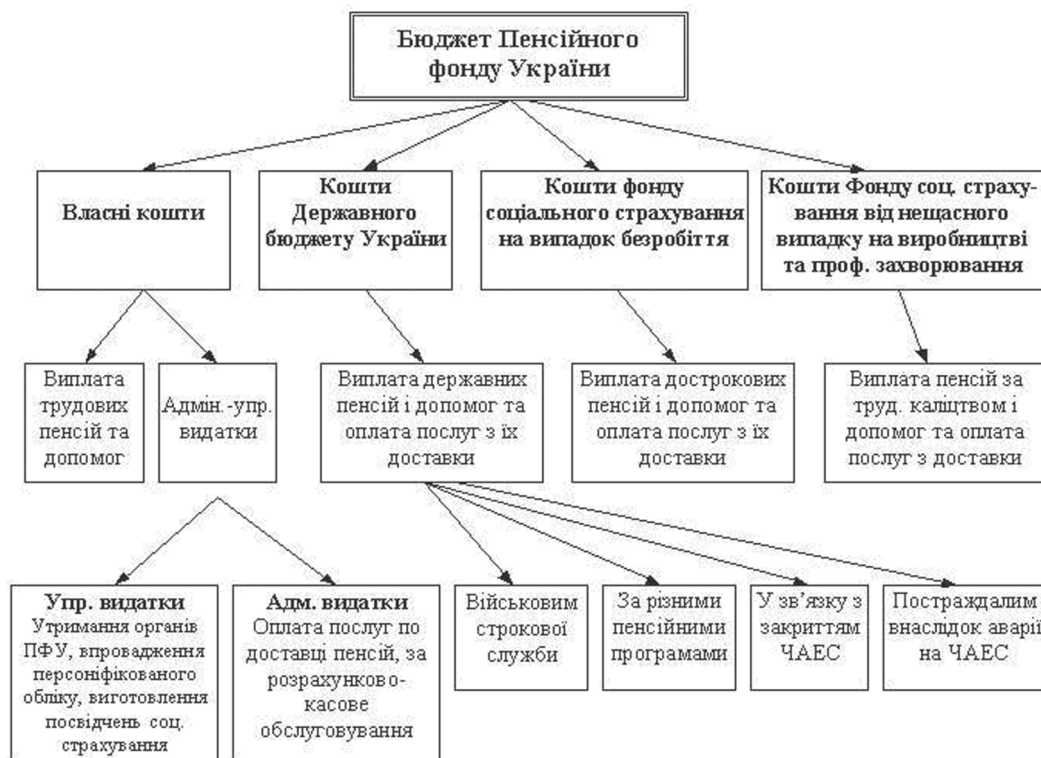 Бюджет Пенсійного
фонду України
Власні кошти
Кошти
Державного
бюджету України
Кошти фонду
соціального страхування
на випадок безробіття
Кошти Фонду соц. страху-
вання від нещасного
випадку на виробництві
та проф. захворювання
Виплата
трудових
пенсій та
допомог
Адмін.-упр.
видатки
Виплата державних
пенсій і допомог та
оплата послуг з їх
доставки
Виплата дострокових
пенсій і допомог та
оплата послуг з їх
доставки
Виплата пенсій за
труд. каліцтвом і
допомог та оплата
послуг з доставки
Упр. видатки
Утримання органів
ПФУ, впровадження
персоніфікованого
обліку, виготовлення
посвідчень соц.
страхування
Адм. видатки
Оплата послуг по
доставці пенсій, за
розрахунково-
касове
обслуговування
Військовим
строкової
служби
За різними
пенсійними
програмами
У зв’язку з
закриттям
ЧАЕС
Постраждалим
внаслідок аварії
на ЧАЕС